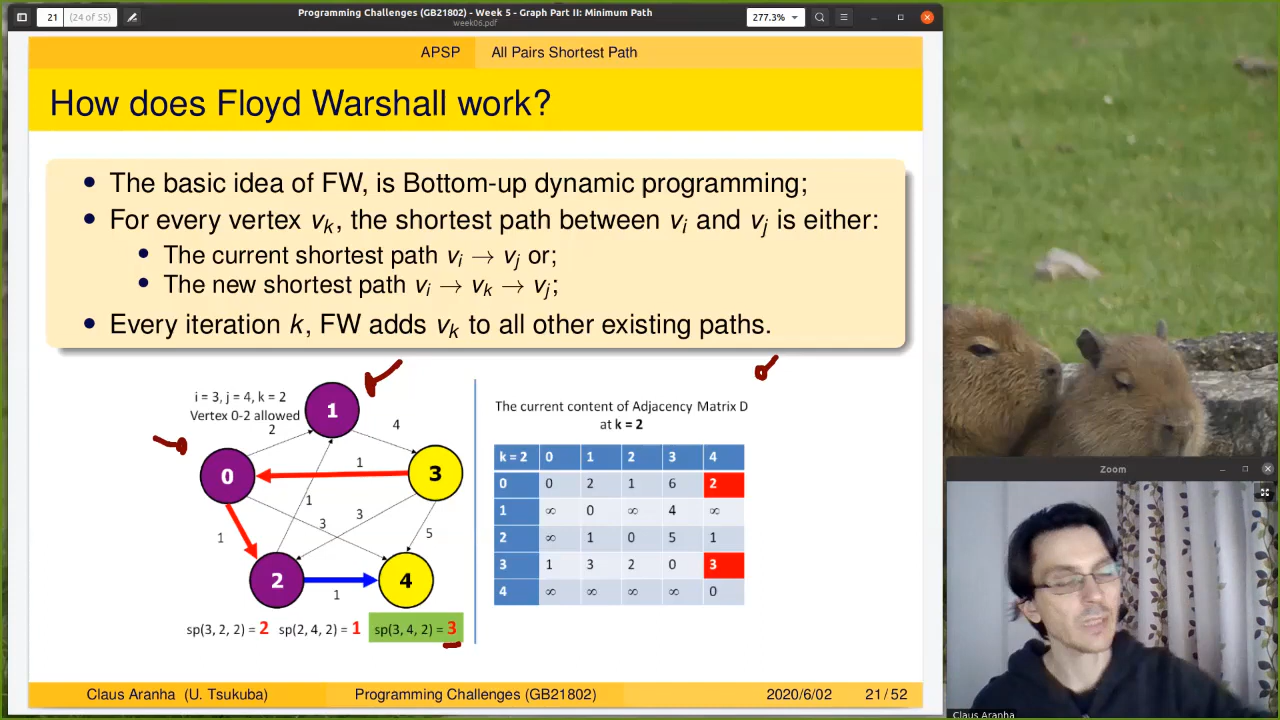 21 (24 of 55)
Programming Challenges (GB21802) - Week 5 - Graph Part II: Minimum Path
week06.pdf
277.3%
APSP All Pairs Shortest Path
How does Floyd Warshall work?
• The basic idea of FW, is Bottom-up dynamic programming;
• For every vertex vk, the shortest path between vi and vj is either:
• The current shortest path vi → vj or;
• The new shortest path vi → vk → vj;
• Every iteration k, FW adds vk to all other existing paths.
i = 3, j = 4, k = 2
Vertex 0-2 allowed
1
2
4
1
0
3
1
3
3
1
5
2
4
1
sp(3, 2, 2) = 2 sp(2, 4, 2) = 1 sp(3, 4, 2) = 3
The current content of Adjacency Matrix D
at k = 2
k = 2 0 1 2 3 4
0 0 2 1 6 2
1 ∞ 0 ∞ 4 ∞
2 ∞ 1 0 5 1
3 1 3 2 0 3
4 ∞ ∞ ∞ ∞ 0
Claus Aranha (U. Tsukuba) Programming Challenges (GB21802) 2020/6/02 21 / 52
Zoom
Claus Aranha